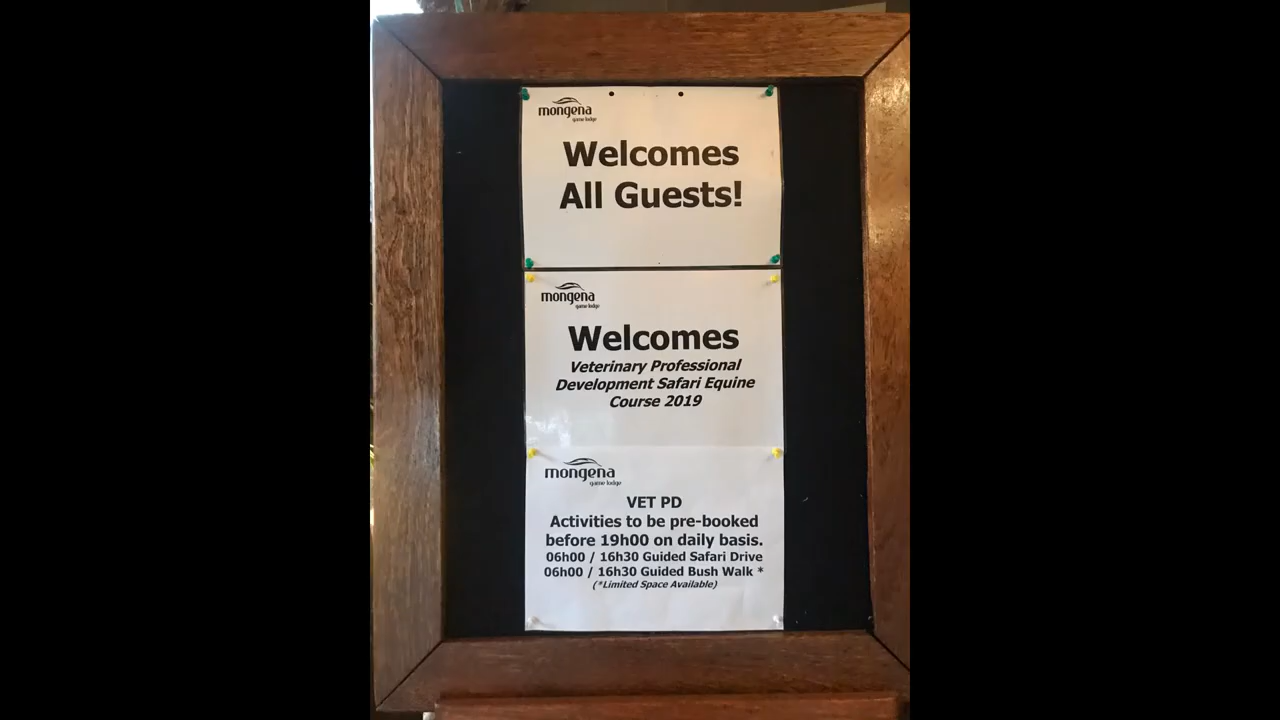 mongena
game lodge
Welcomes
All Guests!
mongena
game lodge
Welcomes
Veterinary Professional
Development Safari Equine
Course 2019
mongena
game lodge
VET PD
Activities to be pre-booked
before 19h00 on daily basis.
06h00 / 16h30 Guided Safari Drive
06h00 / 16h30 Guided Bush Walk *
(*Limited Space Available)